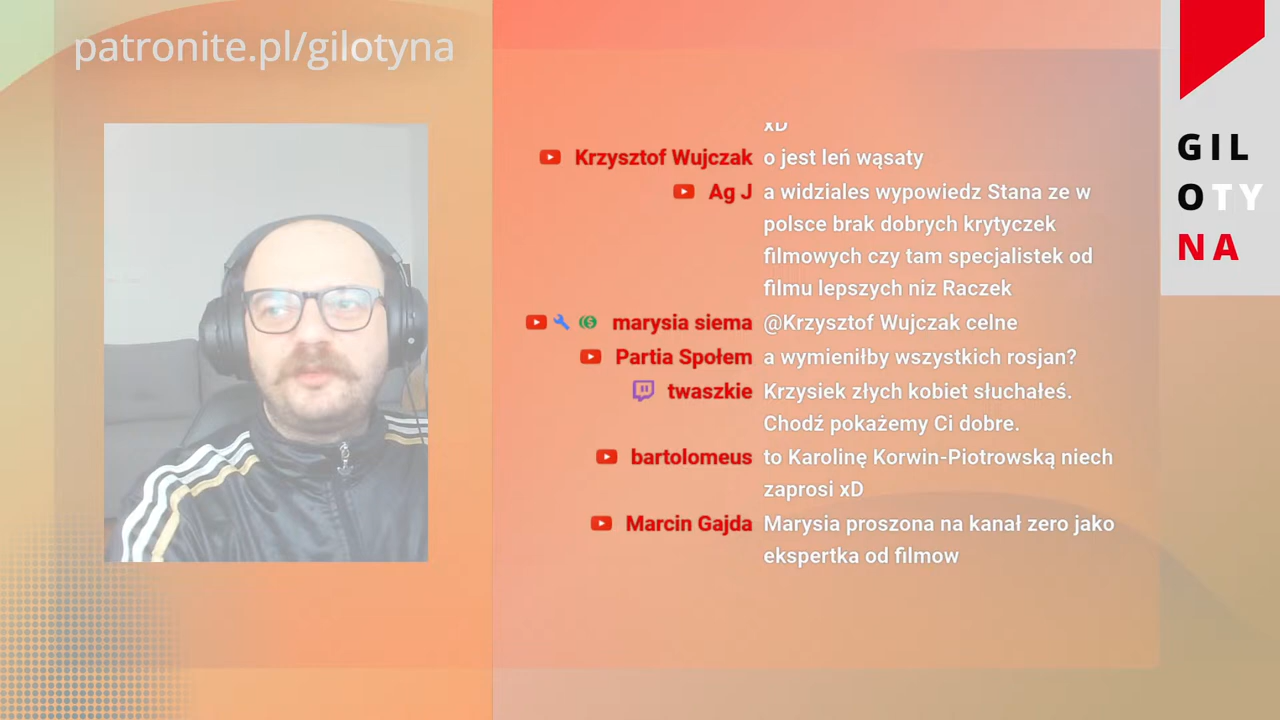 patronite.pl/gilotyna
xD
Krzysztof Wujczak o jest leń wąsaty
Ag J a widziales wypowiedz Stana ze w
polsce brak dobrych krytyczek
filmowych czy tam specjalistek od
filmu lepszych niz Raczek
marysia siema @Krzysztof Wujczak celne
Partia Społem a wymieniłby wszystkich rosjan?
twaszkie Krzysiek złych kobiet słuchałeś.
Chodź pokażemy Ci dobre.
bartolomeus to Karolinę Korwin-Piotrowską niech
zaprosi xD
Marcin Gajda Marysia proszona na kanał zero jako
ekspertka od filmow
GIL
OTY
NA